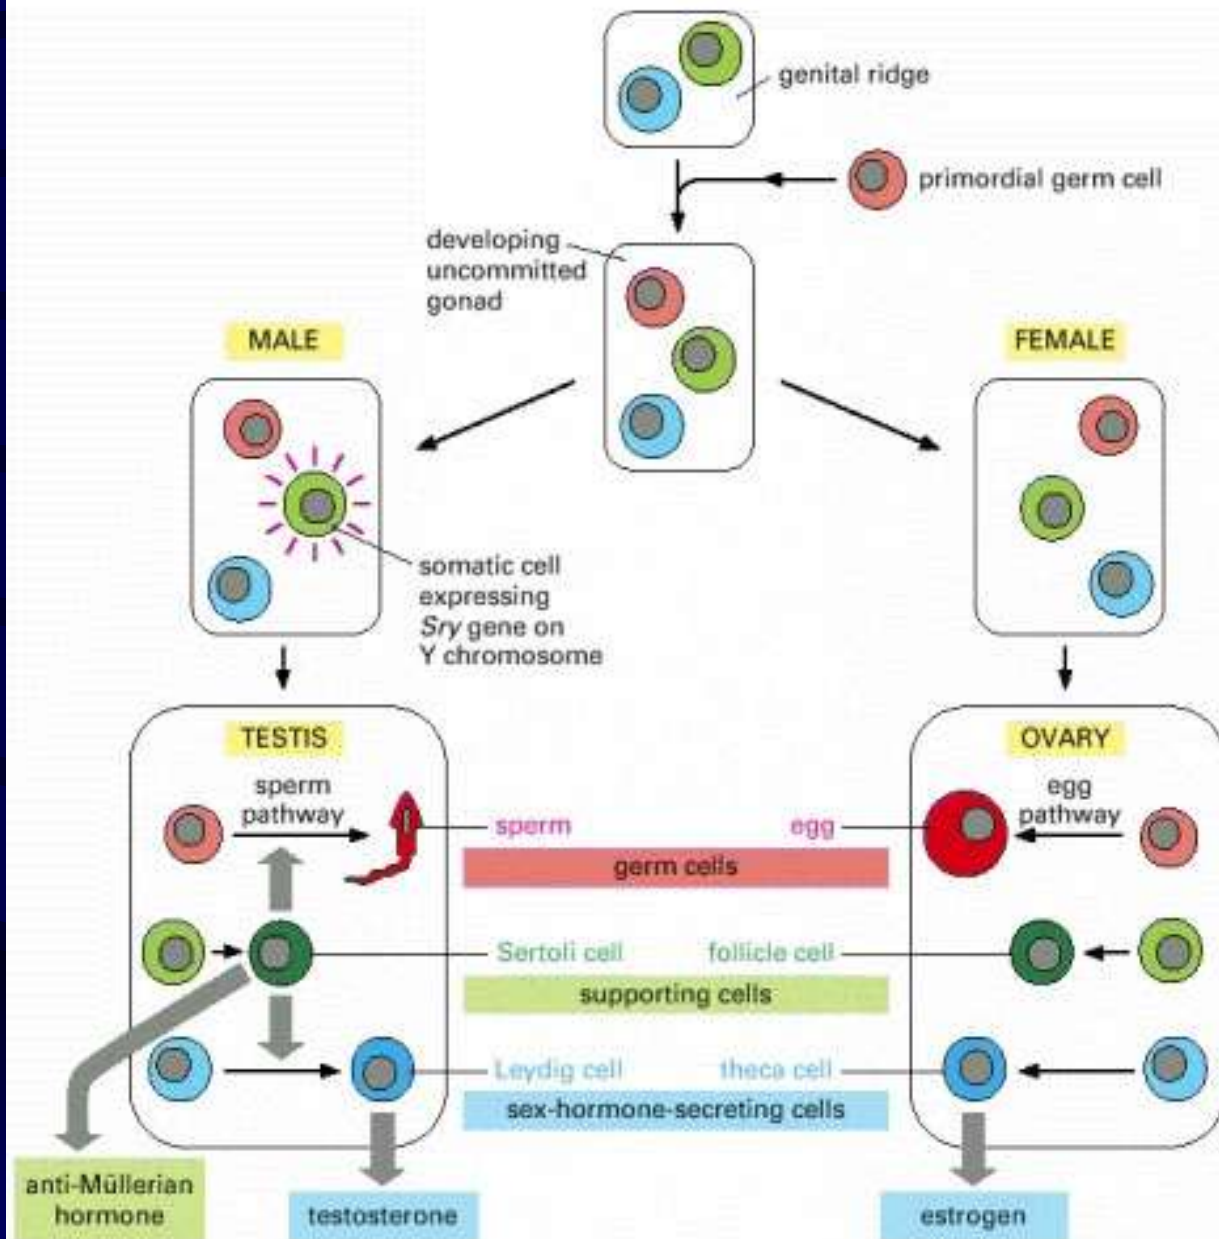 genital ridge
primordial germ cell
developing
uncommitted
gonad
MALE
FEMALE
somatic cell
expressing
Sry gene on
Y chromosome
TESTIS
OVARY
sperm
pathway
egg
pathway
sperm
egg
germ cells
Sertoli cell
follicle cell
supporting cells
Leydig cell
theca cell
sex-hormone-secreting cells
anti-Müllerian
hormone
testosterone
estrogen